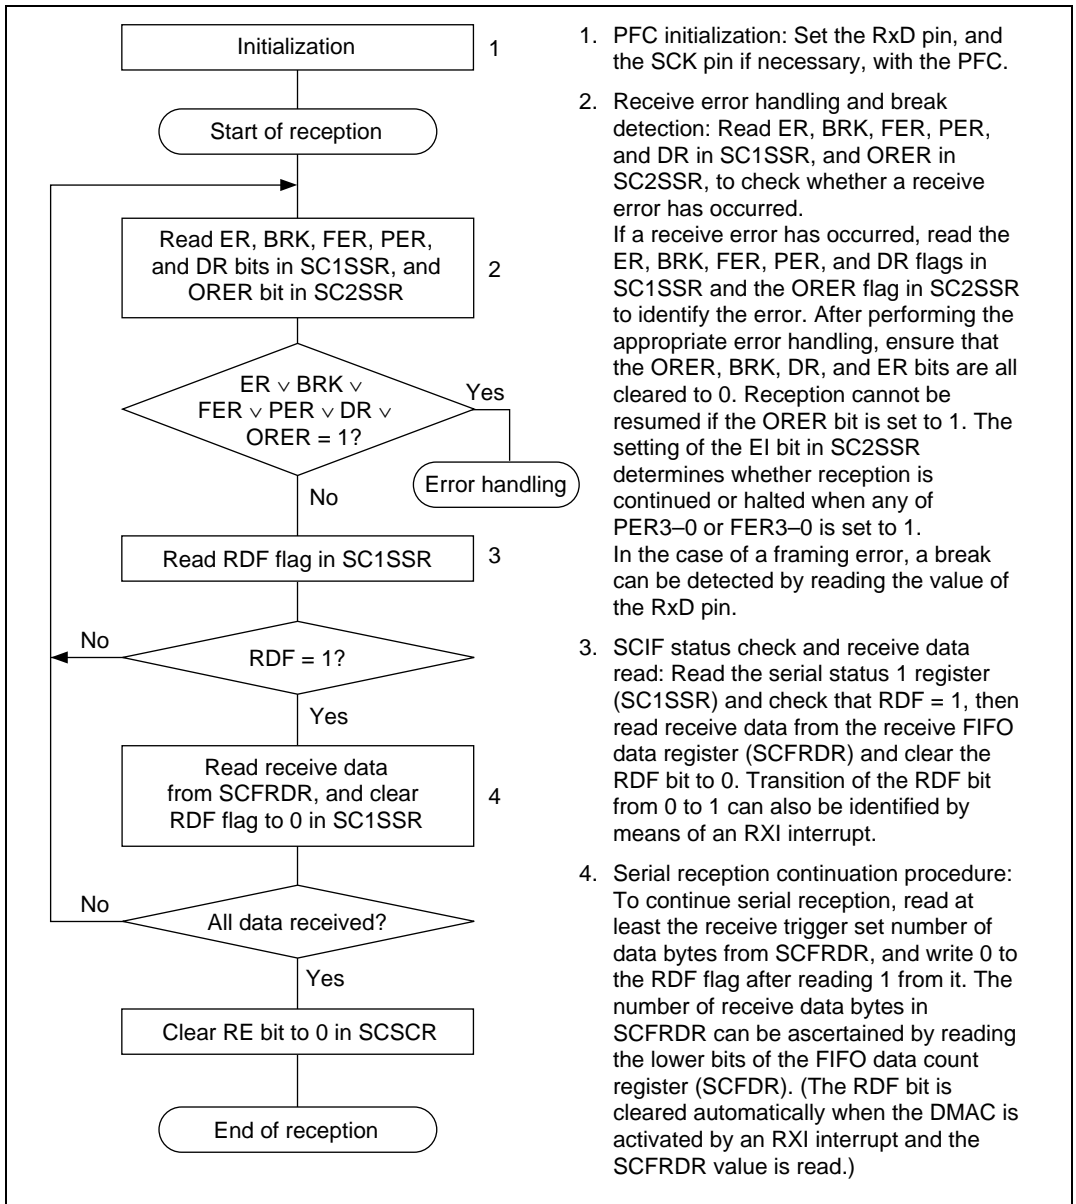 Initialization
1
Start of reception
Read ER, BRK, FER, PER,
and DR bits in SC1SSR, and
ORER bit in SC2SSR
2
ER ∨ BRK ∨
FER ∨ PER ∨ DR ∨
ORER = 1?
Yes
Error handling
No
Read RDF flag in SC1SSR
3
No
RDF = 1?
Yes
Read receive data
from SCFRDR, and clear
RDF flag to 0 in SC1SSR
4
No
All data received?
Yes
Clear RE bit to 0 in SCSCR
End of reception
1. PFC initialization: Set the RxD pin, and
the SCK pin if necessary, with the PFC.
2. Receive error handling and break
detection: Read ER, BRK, FER, PER,
and DR in SC1SSR, and ORER in
SC2SSR, to check whether a receive
error has occurred.
If a receive error has occurred, read the
ER, BRK, FER, PER, and DR flags in
SC1SSR and the ORER flag in SC2SSR
to identify the error. After performing the
appropriate error handling, ensure that
the ORER, BRK, DR, and ER bits are all
cleared to 0. Reception cannot be
resumed if the ORER bit is set to 1. The
setting of the EI bit in SC2SSR
determines whether reception is
continued or halted when any of
PER3–0 or FER3–0 is set to 1.
In the case of a framing error, a break
can be detected by reading the value of
the RxD pin.
3. SCIF status check and receive data
read: Read the serial status 1 register
(SC1SSR) and check that RDF = 1, then
read receive data from the receive FIFO
data register (SCFRDR) and clear the
RDF bit to 0. Transition of the RDF bit
from 0 to 1 can also be identified by
means of an RXI interrupt.
4. Serial reception continuation procedure:
To continue serial reception, read at
least the receive trigger set number of
data bytes from SCFRDR, and write 0 to
the RDF flag after reading 1 from it. The
number of receive data bytes in
SCFRDR can be ascertained by reading
the lower bits of the FIFO data count
register (SCFDR). (The RDF bit is
cleared automatically when the DMAC is
activated by an RXI interrupt and the
SCFRDR value is read.)